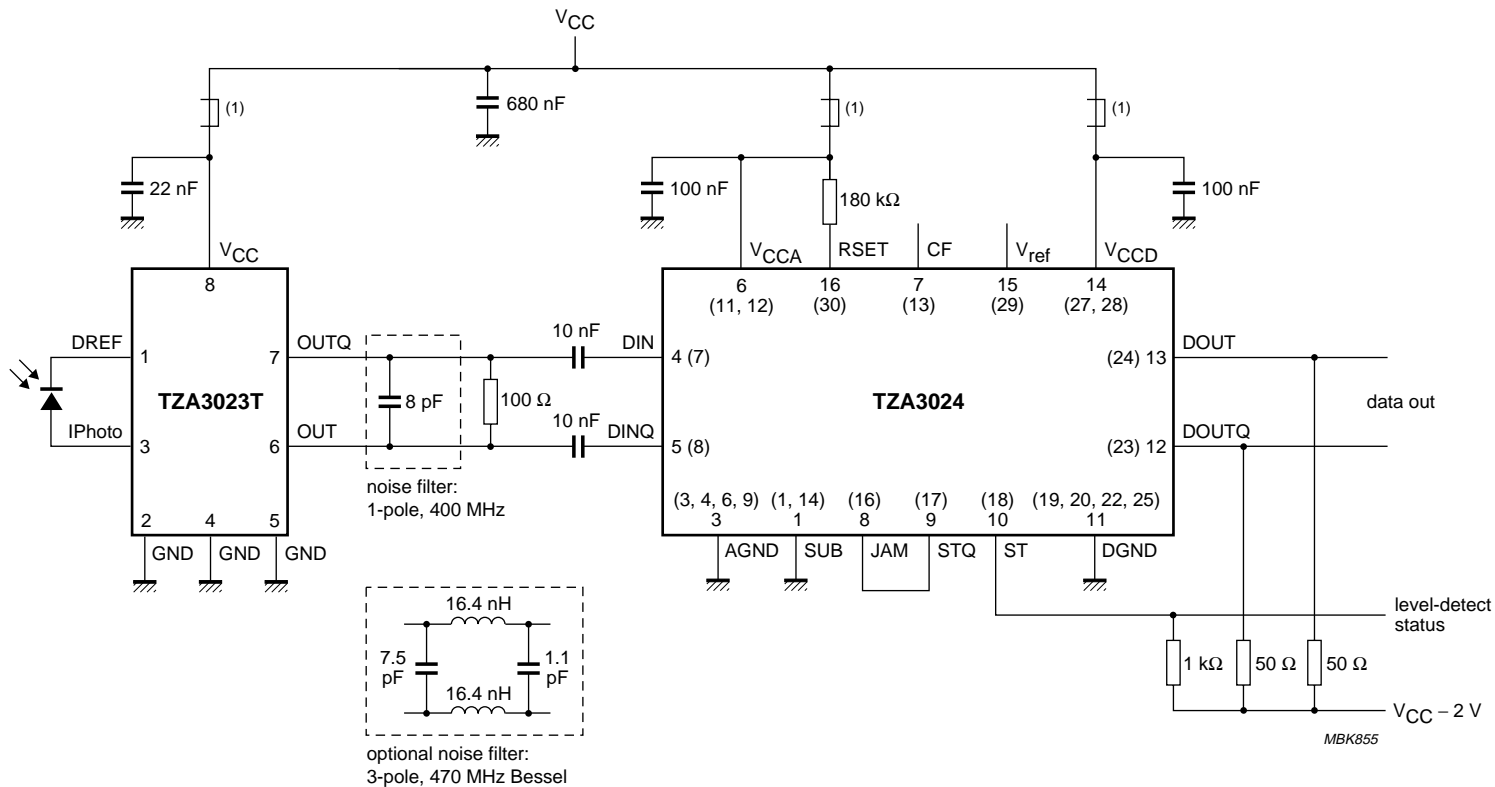 VCC
(1)
680 nF
(1)
(1)
22 nF
100 nF
180 kΩ
100 nF
VCC
VCCA
RSET
CF
Vref
VCCD
8
6
16
7
15
14
(11, 12)
(30)
(13)
(29)
(27, 28)
DREF
1
7
OUTQ
10 nF
DIN
4 (7)
(24) 13
DOUT
TZA3023T
8 pF
100 Ω
TZA3024
data out
10 nF
IPhoto
3
6
OUT
DINQ
5 (8)
(23) 12
DOUTQ
noise filter:
1-pole, 400 MHz
(3, 4, 6, 9)
(1, 14)
(16)
(17)
(18)
(19, 20, 22, 25)
2
4
5
3
1
8
9
10
11
GND
GND
GND
AGND
SUB
JAM
STQ
ST
DGND
16.4 nH
level-detect
status
7.5
pF
1.1
pF
1 kΩ
50 Ω
50 Ω
16.4 nH
VCC – 2 V
MBK855
optional noise filter:
3-pole, 470 MHz Bessel